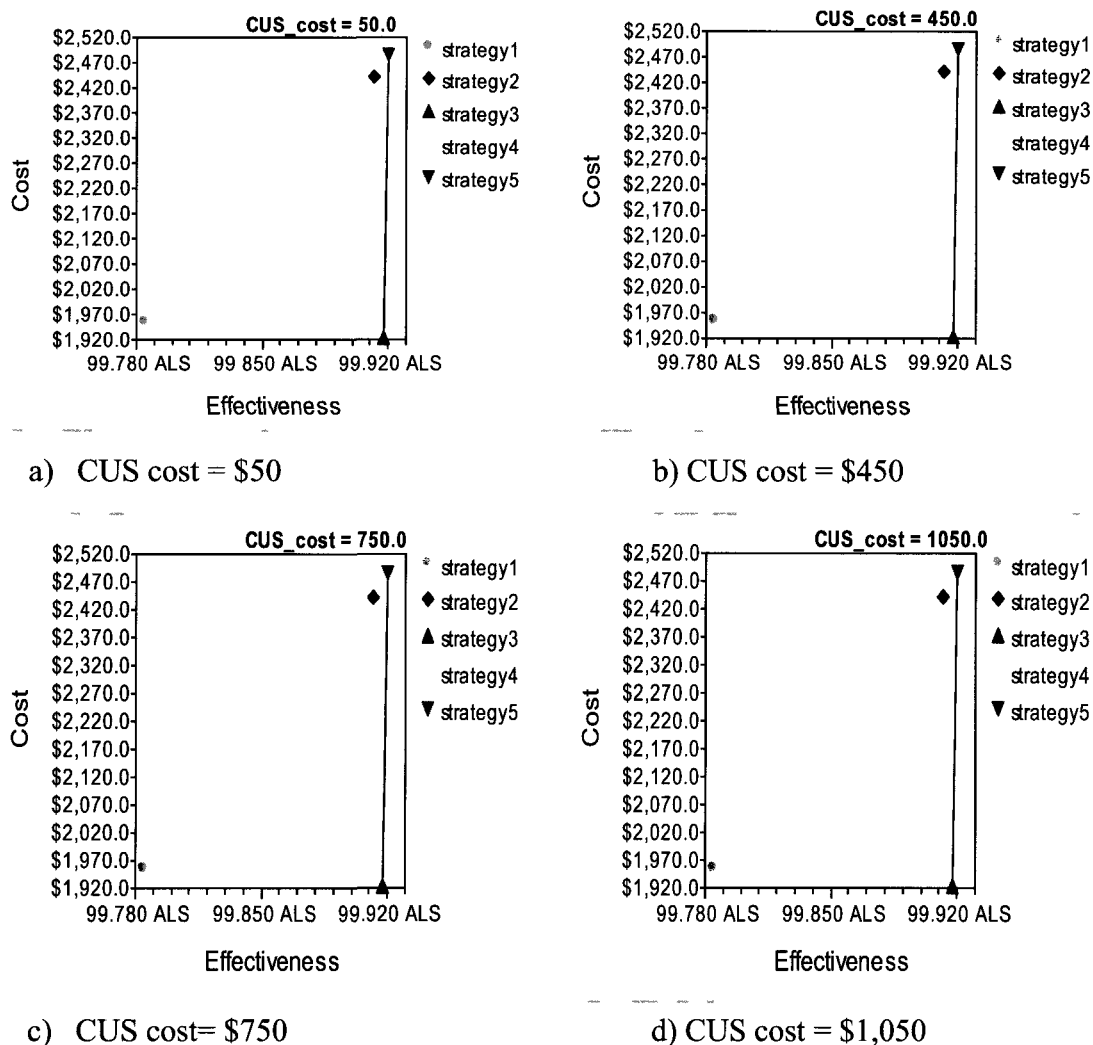 CUS_cost = 50.0
$2,520.0
$2,470.0
$2,420.0
$2,370.0
$2,320.0
$2,270.0
$2,220.0
$2,170.0
$2,120.0
$2,070.0
$2,020.0
$1,970.0
$1,920.0
Cost
99.780 ALS 99 850 ALS 99.920 ALS
Effectiveness
strategy1
strategy2
strategy3
strategy4
strategy5
a) CUS cost = $50
CUS_cost = 450.0
$2,520.0
$2,470.0
$2,420.0
$2,370.0
$2,320.0
$2,270.0
$2,220.0
$2,170.0
$2,120.0
$2,070.0
$2,020.0
$1,970.0
$1,920.0
Cost
99.780 ALS 99.850 ALS 99.920 ALS
Effectiveness
strategy1
strategy2
strategy3
strategy4
strategy5
b) CUS cost = $450
CUS_cost = 750.0
$2,520.0
$2,470.0
$2,420.0
$2,370.0
$2,320.0
$2,270.0
$2,220.0
$2,170.0
$2,120.0
$2,070.0
$2,020.0
$1,970.0
$1,920.0
Cost
99.780 ALS 99.850 ALS 99.920 ALS
Effectiveness
strategy1
strategy2
strategy3
strategy4
strategy5
c) CUS cost= $750
CUS_cost = 1050.0
$2,520.0
$2,470.0
$2,420.0
$2,370.0
$2,320.0
$2,270.0
$2,220.0
$2,170.0
$2,120.0
$2,070.0
$2,020.0
$1,970.0
$1,920.0
Cost
99.780 ALS 99.850 ALS 99.920 ALS
Effectiveness
strategy1
strategy2
strategy3
strategy4
strategy5
d) CUS cost = $1,050